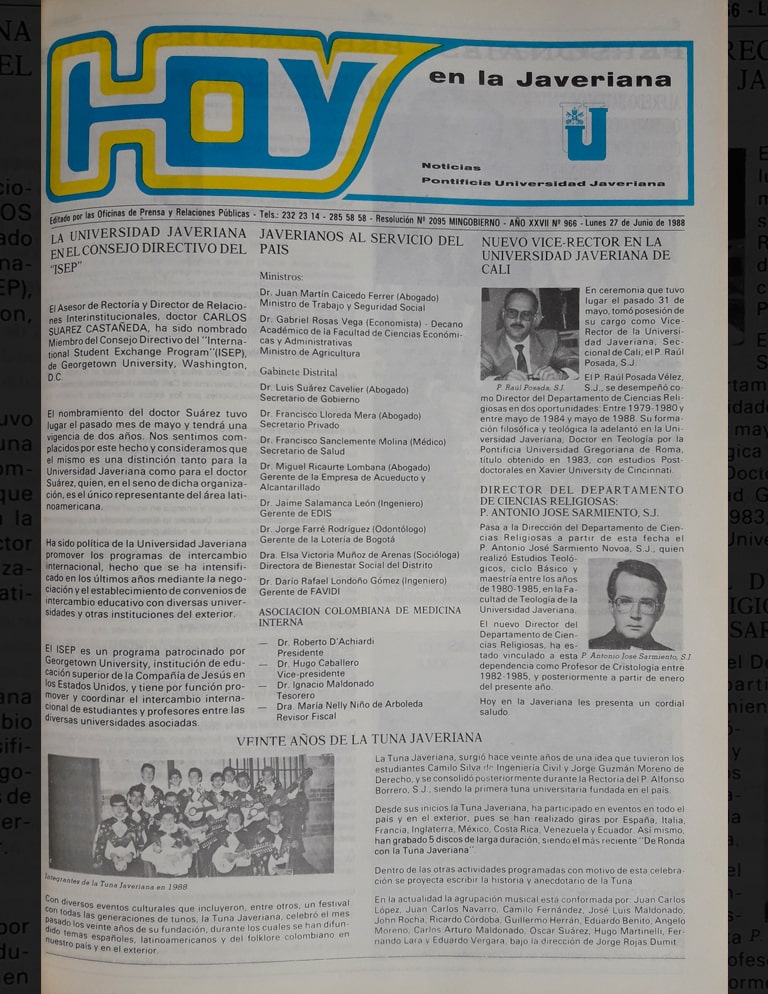 HOY
en la Javeriana
Noticias
Pontificia Universidad Javeriana
Editado por las Oficinas de Prensa y Relaciones Públicas - Tels.: 232 23 14 - 285 58 58 - Resolución Nº 2095 MINGOBIERNO - AÑO XXVII Nº 966 - Lunes 27 de Junio de 1988
LA UNIVERSIDAD JAVERIANA
EN EL CONSEJO DIRECTIVO DEL
"ISEP"
El Asesor de Rectoría y Director de Relacio-
nes Interinstitucionales, doctor CARLOS
SUAREZ CASTAÑEDA, ha sido nombrado
Miembro del Consejo Directivo del "Interna-
tional Student Exchange Program"(ISEP),
de Georgetown University, Washington,
D.C.
El nombramiento del doctor Suárez tuvo
lugar el pasado mes de mayo y tendrá una
vigencia de dos años. Nos sentimos com-
placidos por este hecho y consideramos que
el mismo es una distinción tanto para la
Universidad Javeriana como para el doctor
Suárez, quien, en el seno de dicha organiza-
ción, es el único representante del área lati-
noamericana.
Ha sido política de la Universidad Javeriana
promover los programas de intercambio
internacional, hecho que se ha intensifi-
cado en los últimos años mediante la nego-
ciación y el establecimiento de convenios de
intercambio educativo con diversas univer-
sidades y otras instituciones del exterior.
El ISEP es un programa patrocinado por
Georgetown University, institución de edu-
cación superior de la Compañía de Jesús en
los Estados Unidos, y tiene por función pro-
mover y coordinar el intercambio interna-
cional de estudiantes y profesores entre las
diversas universidades asociadas.
JAVERIANOS AL SERVICIO DEL
PAIS
Ministros:
Dr. Juan Martín Caicedo Ferrer (Abogado)
Ministro de Trabajo y Seguridad Social
Dr. Gabriel Rosas Vega (Economista) - Decano
Académico de la Facultad de Ciencias Económi-
cas y Administrativas
Ministro de Agricultura
Gabinete Distrital
Dr. Luis Suárez Cavelier (Abogado)
Secretario de Gobierno
Dr. Francisco Lloreda Mera (Abogado)
Secretario Privado
Dr. Francisco Sanclemente Molina (Médico)
Secretario de Salud
Dr. Miguel Ricaurte Lombana (Abogado)
Gerente de la Empresa de Acueducto y
Alcantarillado
Dr. Jaime Salamanca León (Ingeniero)
Gerente de EDIS
Dr. Jorge Farré Rodríguez (Odontólogo)
Gerente de la Lotería de Bogotá
Dra. Elsa Victoria Muñoz de Arenas (Socióloga)
Directora de Bienestar Social del Distrito
Dr. Darío Rafael Londoño Gómez (Ingeniero)
Gerente de FAVIDI
ASOCIACION COLOMBIANA DE MEDICINA
INTERNA
— Dr. Roberto D'Achiardi
Presidente
— Dr. Hugo Caballero
Vice-presidente
— Dr. Ignacio Maldonado
Tesorero
— Dra. María Nelly Niño de Arboleda
Revisor Fiscal
NUEVO VICE-RECTOR EN LA
UNIVERSIDAD JAVERIANA DE
CALI
En ceremonia que tuvo
lugar el pasado 31 de
mayo, tomó posesión de
su cargo como Vice-
Rector de la Universi-
dad Javeriana, Sec-
cional de Cali, el P. Raúl
Posada, S.J.
P. Raúl Posada, S.J.
El P. Raúl Posada Vélez,
S.J., se desempeñó co-
mo Director del Departamento de Ciencias Reli-
giosas en dos oportunidades: Entre 1979-1980 y
entre mayo de 1984 y mayo de 1988. Su forma-
ción filosófica y teológica la adelantó en la Uni-
versidad Javeriana, Doctor en Teología por la
Pontificia Universidad Gregoriana de Roma,
título obtenido en 1983, con estudios Post-
doctorales en Xavier University de Cincinnati.
DIRECTOR DEL DEPARTAMENTO
DE CIENCIAS RELIGIOSAS:
P. ANTONIO JOSE SARMIENTO, S.J.
Pasa a la Dirección del Departamento de Cien-
cias Religiosas a partir de esta fecha el
P. Antonio José Sarmiento Novoa, S.J., quien
realizó Estudios Teoló-
gicos, ciclo Básico y
maestría entre los años
de 1980-1985, en la Fa-
cultad de Teología de la
Universidad Javeriana.
El nuevo Director del
Departamento de Cien-
cias Religiosas, ha es-
tado vinculado a esta
P. Antonio José Sarmiento, S.J.
dependencia como Profesor de Cristología entre
1982-1985, y posteriormente a partir de enero
del presente año.
Hoy en la Javeriana les presenta un cordial
saludo.
VEINTE AÑOS DE LA TUNA JAVERIANA
Integrantes de la Tuna Javeriana en 1988
Con diversos eventos culturales que incluyeron, entre otros, un festival
con todas las generaciones de tunos, la Tuna Javeriana, celebró el mes
pasado los veinte años de su fundación, durante los cuales se han difun-
dido temas españoles, latinoamericanos y del folklore colombiano en
nuestro país y en el exterior.
La Tuna Javeriana, surgió hace veinte años de una idea que tuvieron los
estudiantes Camilo Silva de Ingeniería Civil y Jorge Guzmán Moreno de
Derecho, y se consolidó posteriormente durante la Rectoría del P. Alfonso
Borrero, S.J., siendo la primera tuna universitaria fundada en el país.
Desde sus inicios la Tuna Javeriana, ha participado en eventos en todo el
país y en el exterior, pues se han realizado giras por España, Italia,
Francia, Inglaterra, México, Costa Rica, Venezuela y Ecuador. Así mismo,
han grabado 5 discos de larga duración, siendo el más reciente "De Ronda
con la Tuna Javeriana".
Dentro de las otras actividades programadas con motivo de esta celebra-
ción se proyecta escribir la historia y anecdotario de la Tuna
En la actualidad la agrupación musical está conformada por: Juan Carlos
López, Juan Carlos Navarro, Camilo Fernández, José Luis Maldonado,
John Rocha, Ricardo Córdoba, Guillermo Herrán, Eduardo Benito, Angelo
Moreno, Carlos Arturo Maldonado, Oscar Suárez, Hugo Martinelli, Fer-
nando Lara y Eduardo Vergara, bajo la dirección de Jorge Rojas Dumit.